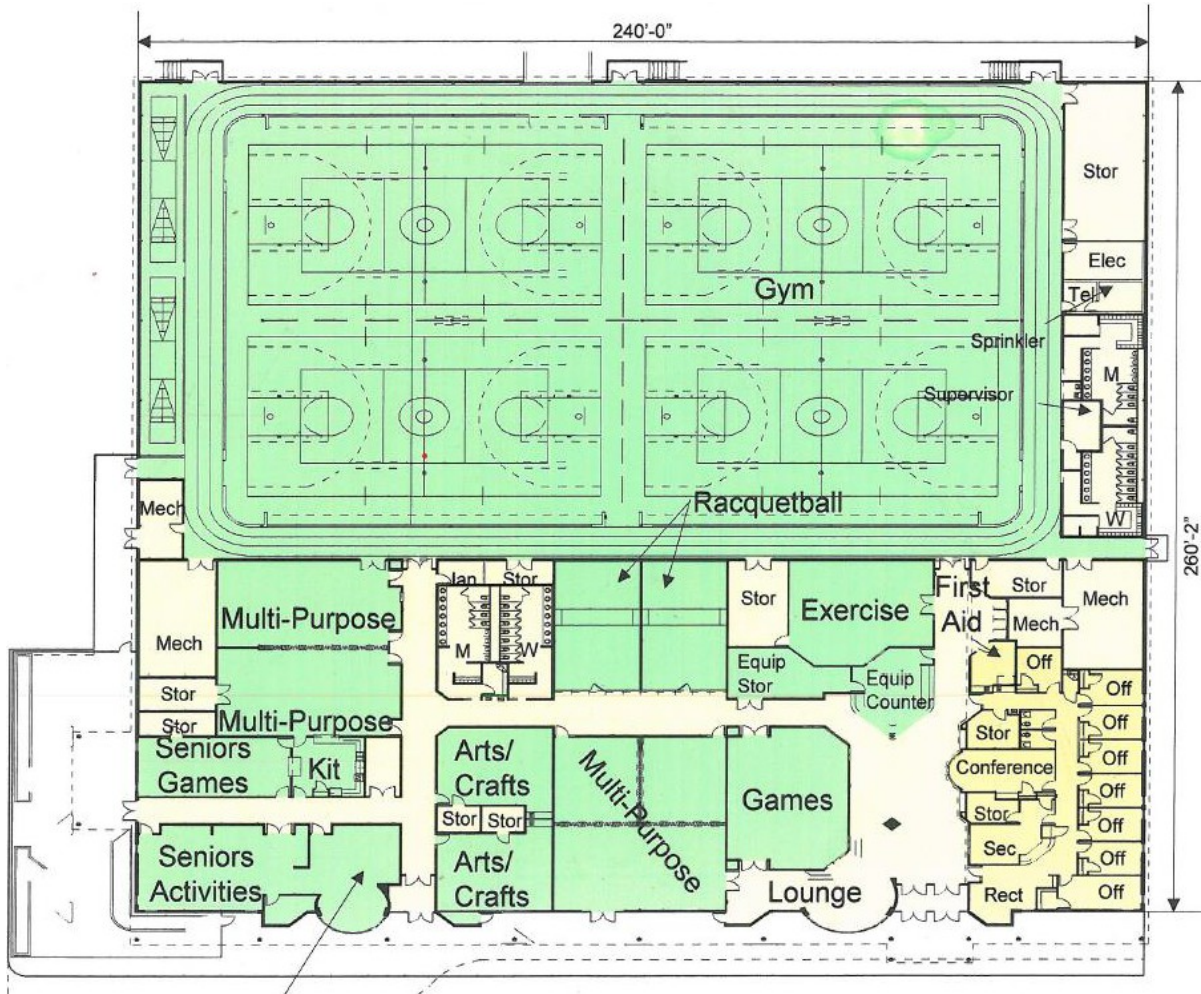 240'-0"
Stor
Gym
Elec
Tel
Sprinkler
M
Supervisor
260'-2"
Racquetball
Mech
W
Jan
Stor
First
Aid
Stor
Mech
Multi-Purpose
Stor
Exercise
Mech
Mech
M
W
Off
Equip
Stor
Equip
Counter
Off
Stor
Multi-Purpose
Stor
Off
Stor
Seniors
Games
Kit
Arts/
Crafts
Multi-Purpose
Games
Conference
Off
Off
Stor
Stor
Stor
Off
Seniors
Activities
Arts/
Crafts
Sec
Off
Lounge
Rect
Off